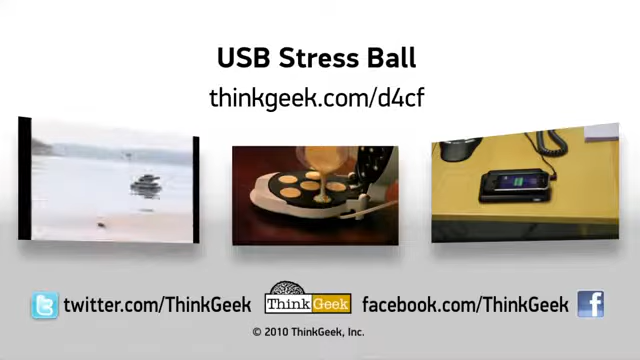 USB Stress Ball
thinkgeek.com/d4cf
twitter.com/ThinkGeek
ThinkGeek
facebook.com/ThinkGeek
© 2010 ThinkGeek, Inc.